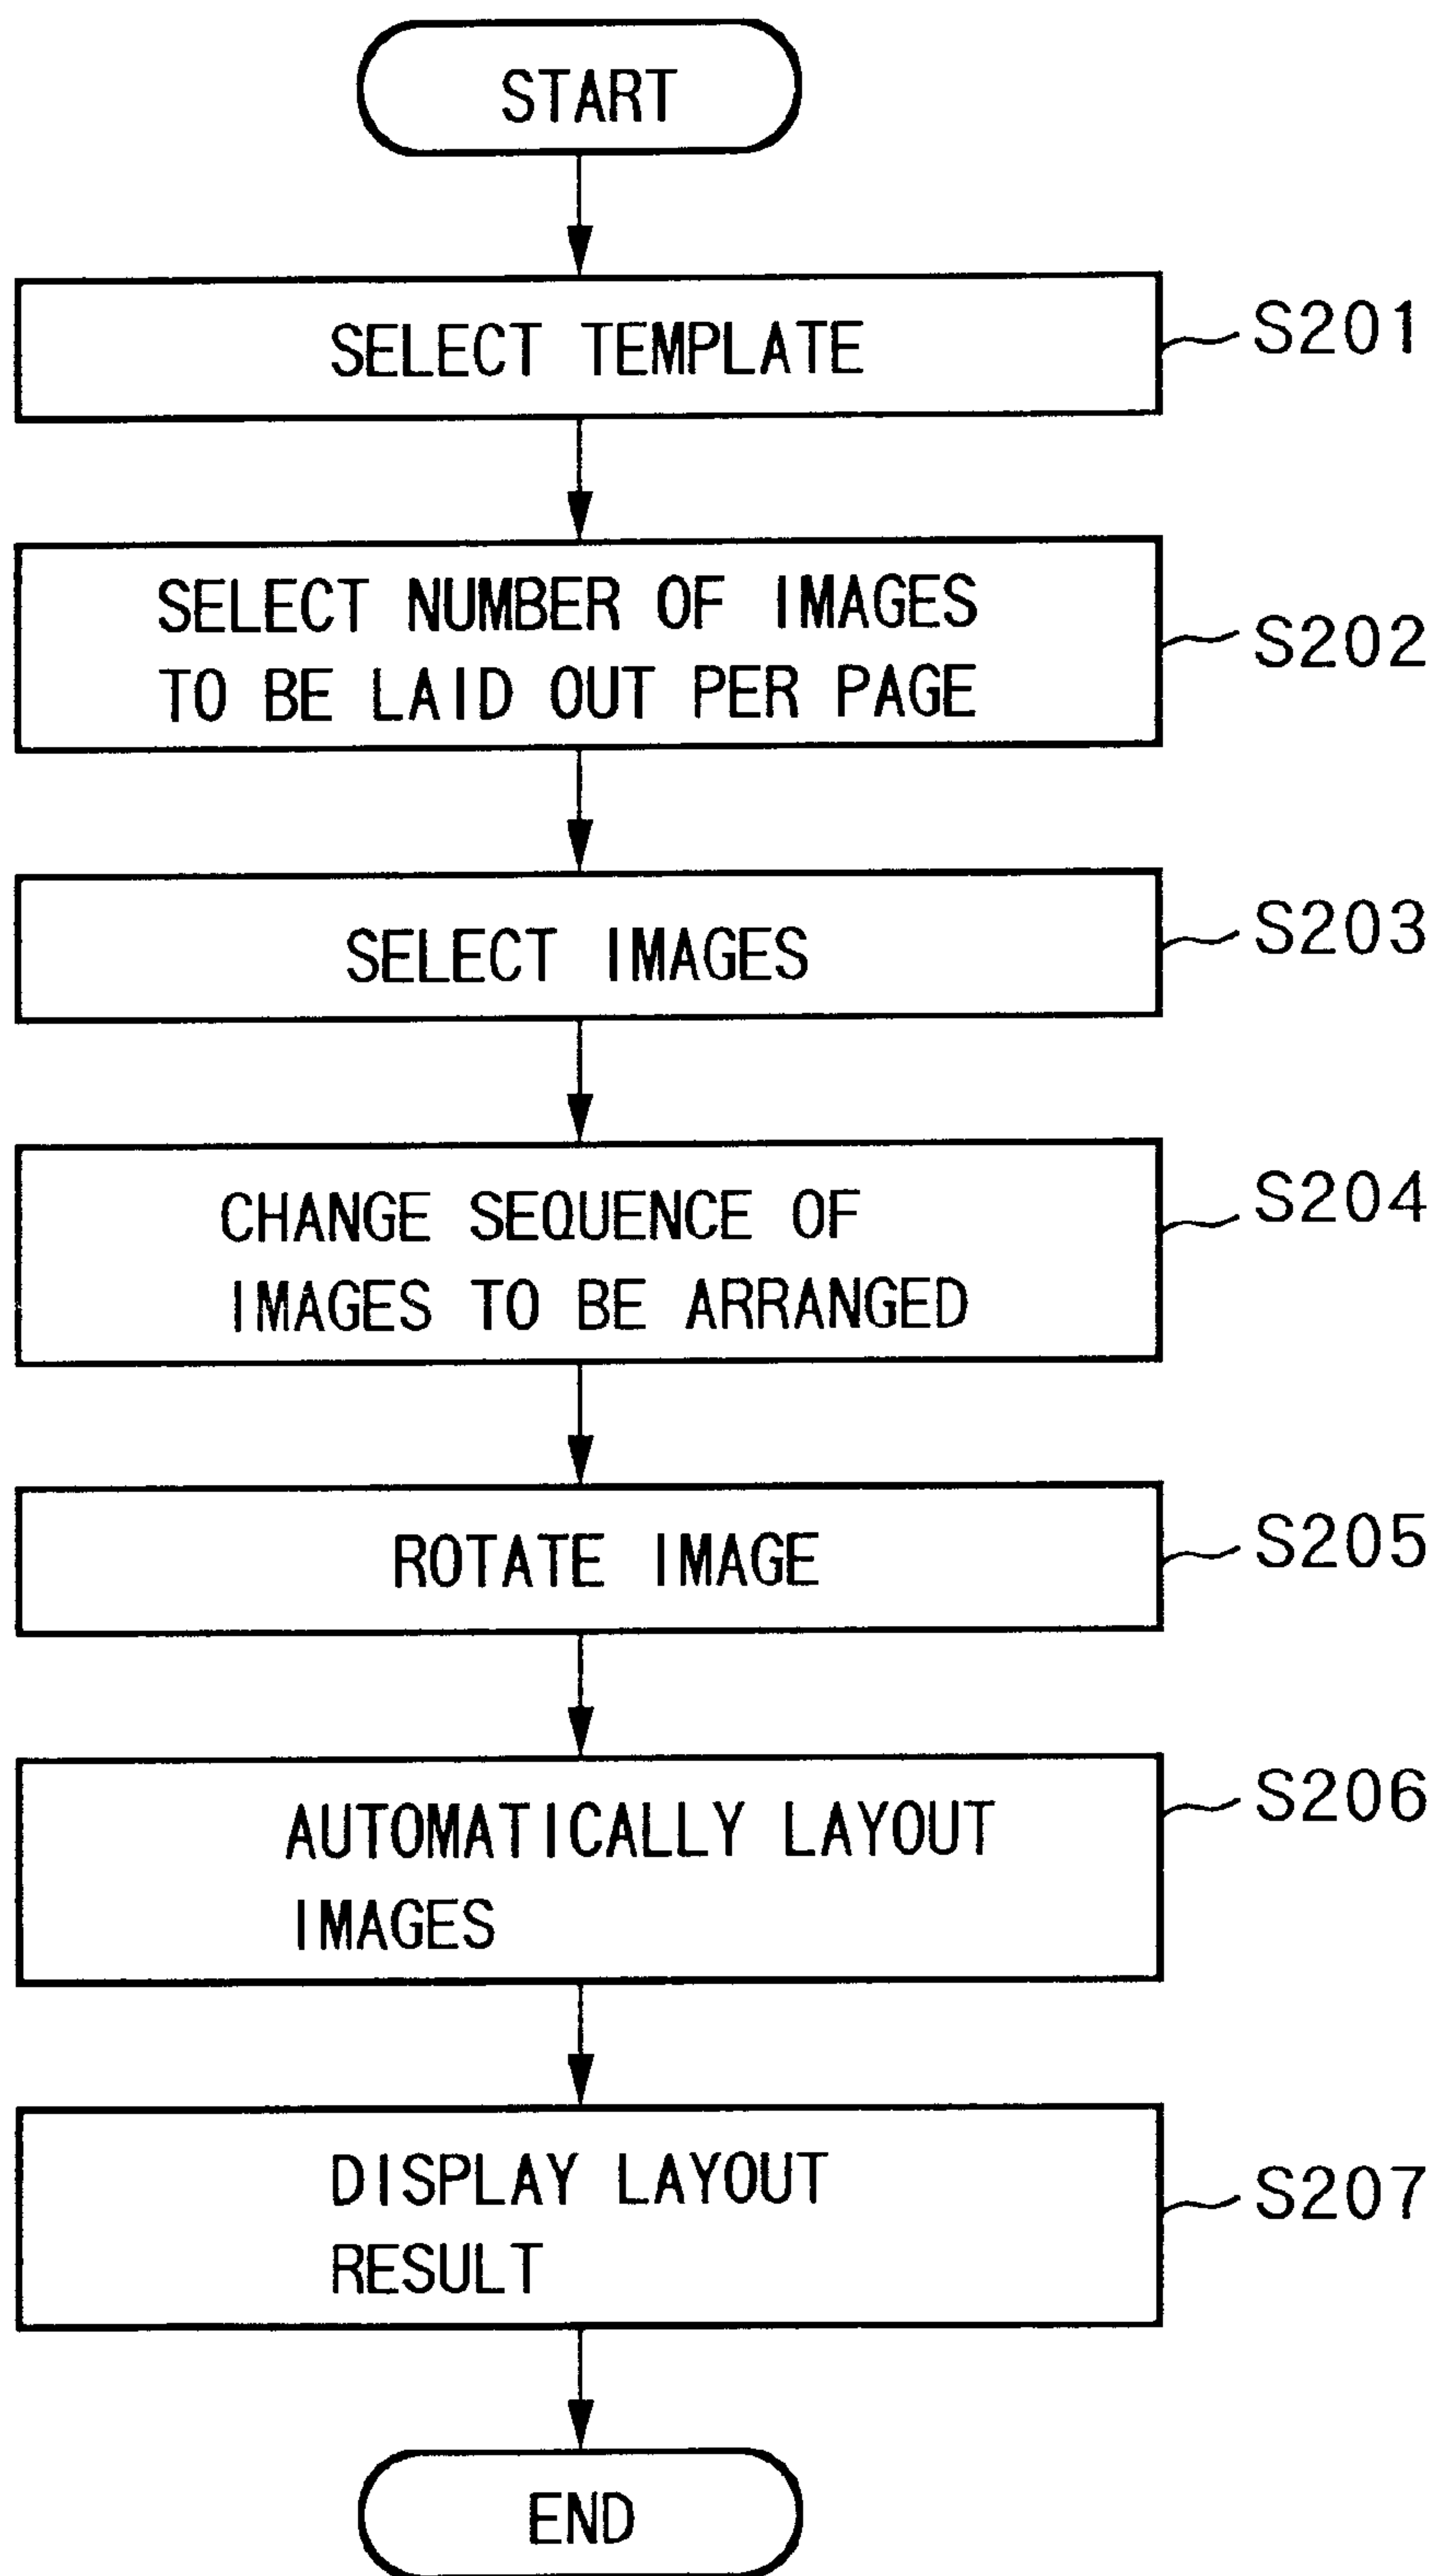 START
SELECT TEMPLATE
S201
SELECT NUMBER OF IMAGES
TO BE LAID OUT PER PAGE
S202
SELECT IMAGES
S203
CHANGE SEQUENCE OF
IMAGES TO BE ARRANGED
S204
ROTATE IMAGE
S205
AUTOMATICALLY LAYOUT
IMAGES
S206
DISPLAY LAYOUT
RESULT
S207
END